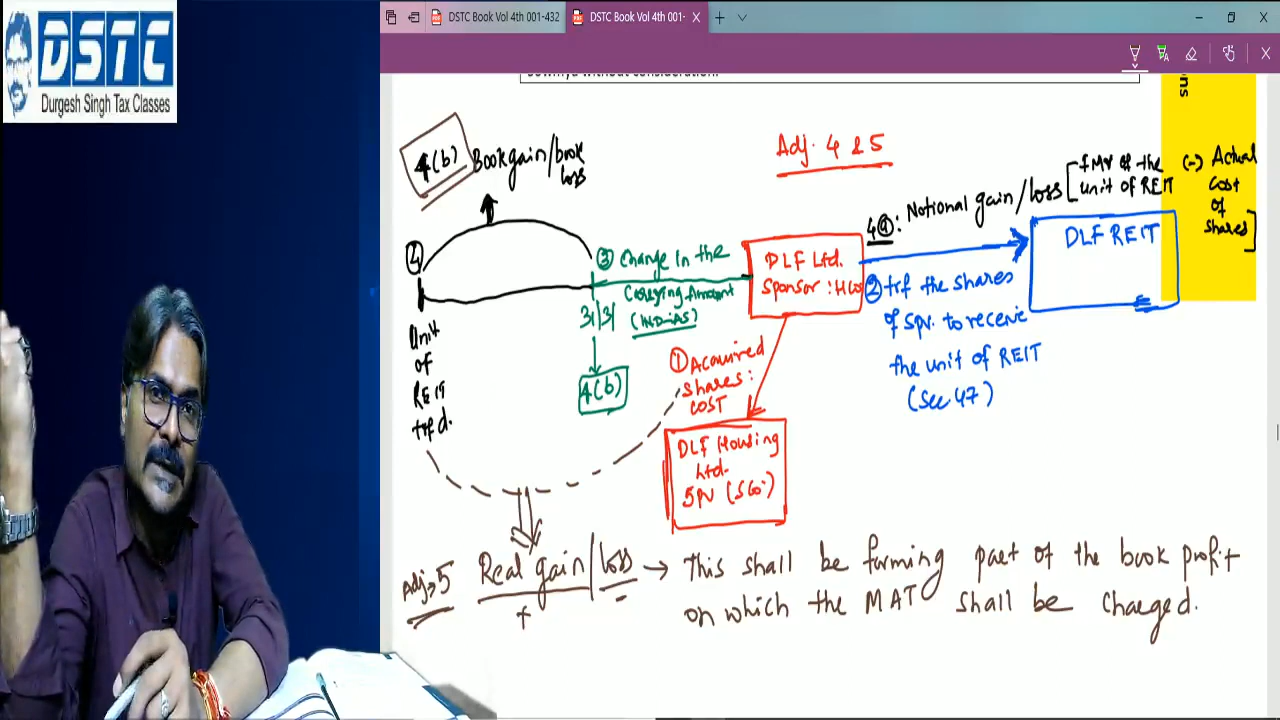 DSTC
Durgesh Singh Tax Classes
DSTC Book Vol 4th 001-432
DSTC Book Vol 4th 001-
without consideration.
ns
Adj. 4 & 5
4(b) Book gain/book
loss
4(a): Notional gain/loss
FMV of the
unit of REIT
(-) Actual
cost
of
shares
4
Unit
of
REIT
trfd.
3 Change in the
Carrying Amount
(IND-AS)
31/3/
4(b)
DLF Ltd.
Sponsor : HCo
DLF REIT
2 trf the shares
of SPV. to receive
the unit of REIT
(Sec 47)
1 Acquired
shares:
COST
DLF Housing
Ltd.
SPV (SCo.)
Adj. 5 Real gain/loss → This shall be forming part of the book profit
+
on which the MAT shall be charged.